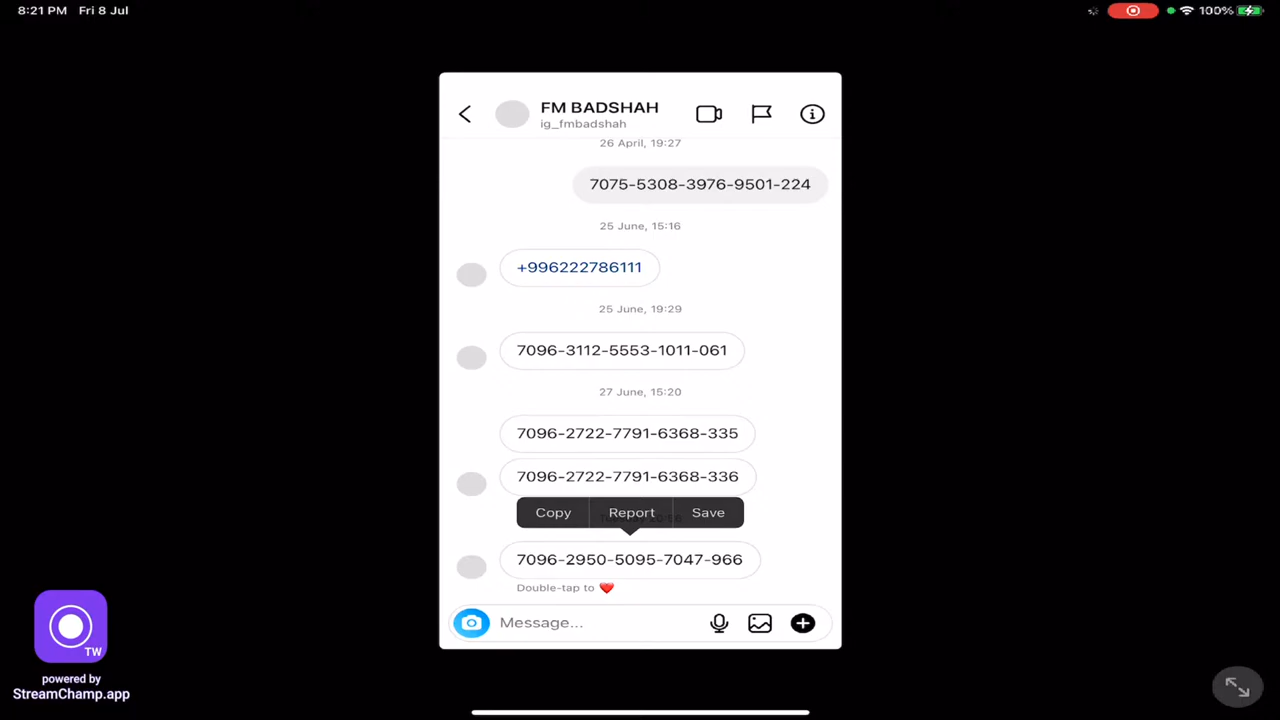 8:21 PM Fri 8 Jul
100%
FM BADSHAH
ig_fmbadshah
26 April, 19:27
7075-5308-3976-9501-224
25 June, 15:16
+996222786111
25 June, 19:29
7096-3112-5553-1011-061
27 June, 15:20
7096-2722-7791-6368-335
7096-2722-7791-6368-336
Copy Report Save
7096-2950-5095-7047-966
Double-tap to ❤️
Message...
TW
powered by
StreamChamp.app